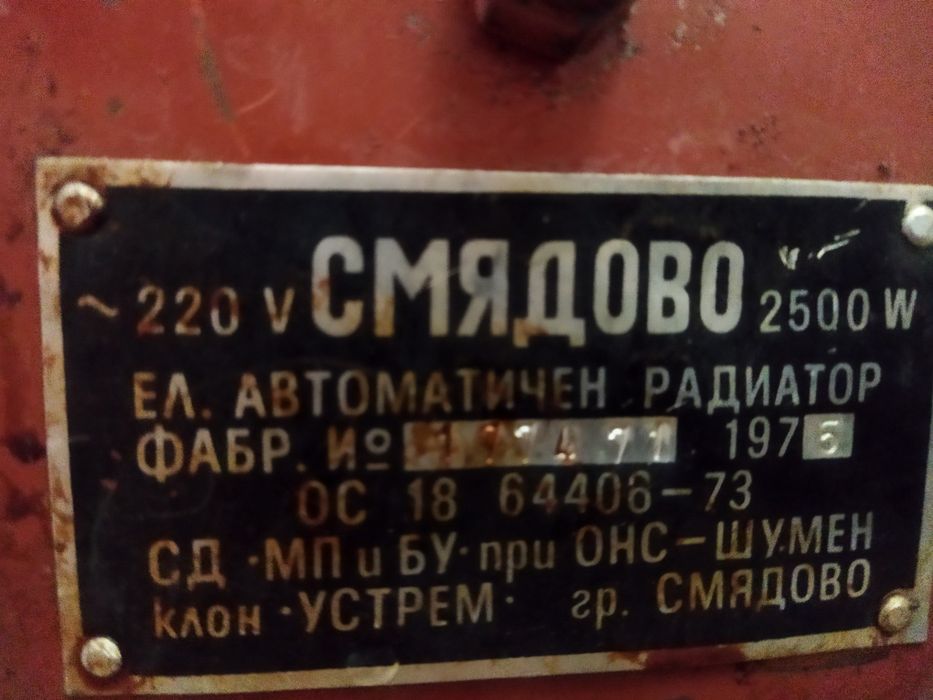 ~ 220 V СМЯДОВО 2500 W
ЕЛ. АВТОМАТИЧЕН РАДИАТОР
ФАБР. № 197
ОС 18 64406-73
СД ·МП и БУ· при ОНС - ШУМЕН
клон ·УСТРЕМ· гр. СМЯДОВО